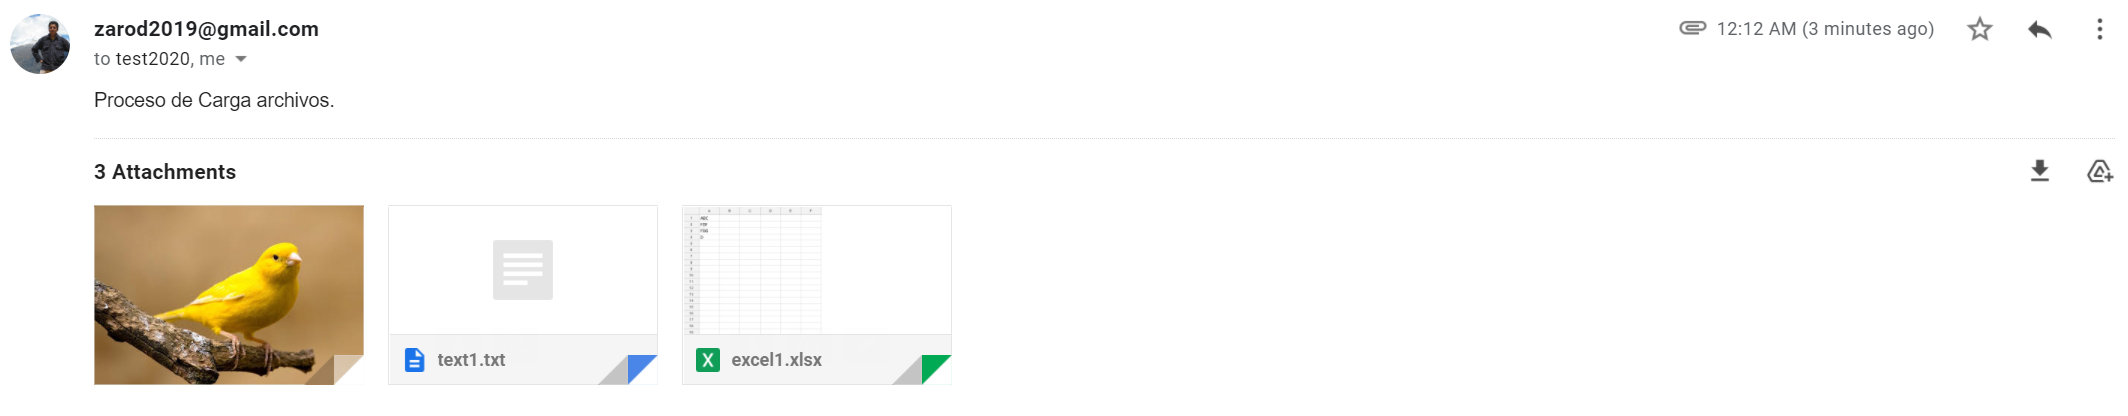 zarod2019@gmail.com
12:12 AM (3 minutes ago)
to test2020, me
Proceso de Carga archivos.
3 Attachments
text1.txt
X excel1.xlsx